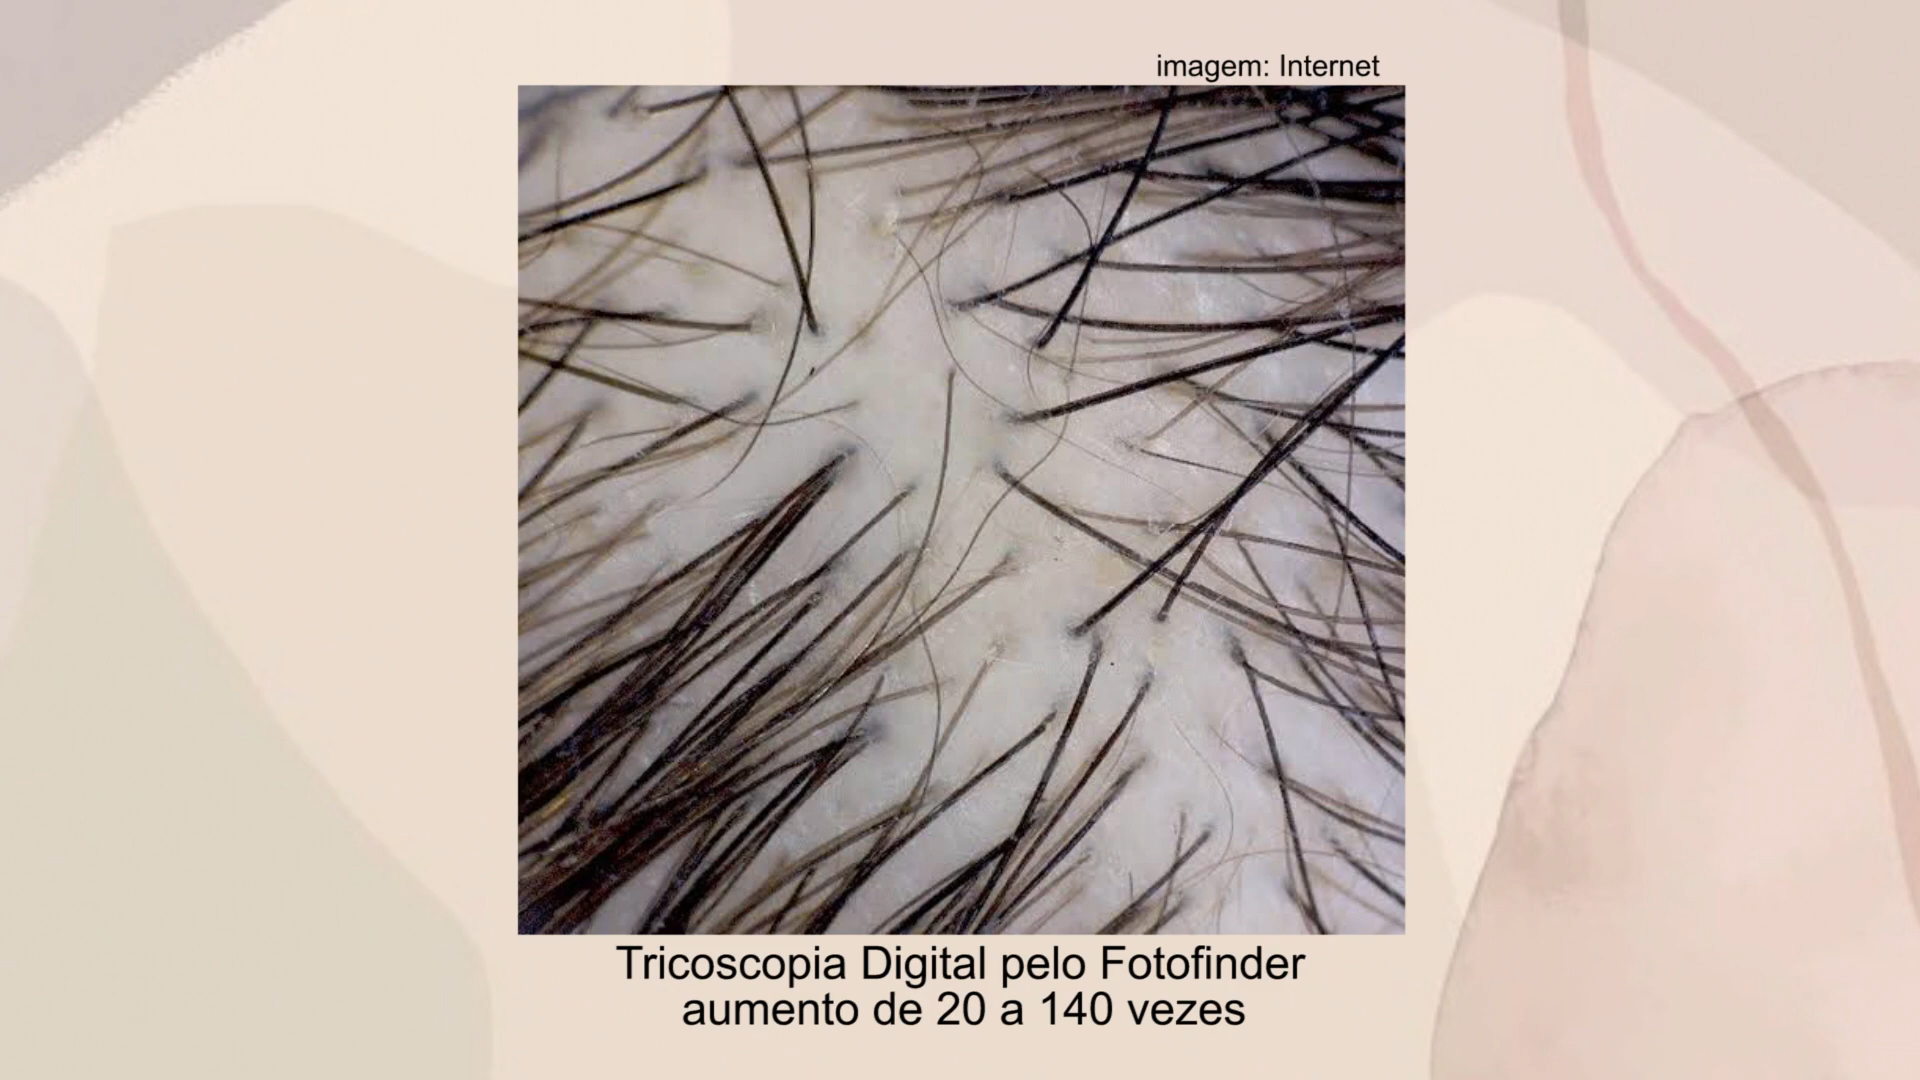 imagem: Internet
Tricoscopia Digital pelo Fotofinder
aumento de 20 a 140 vezes